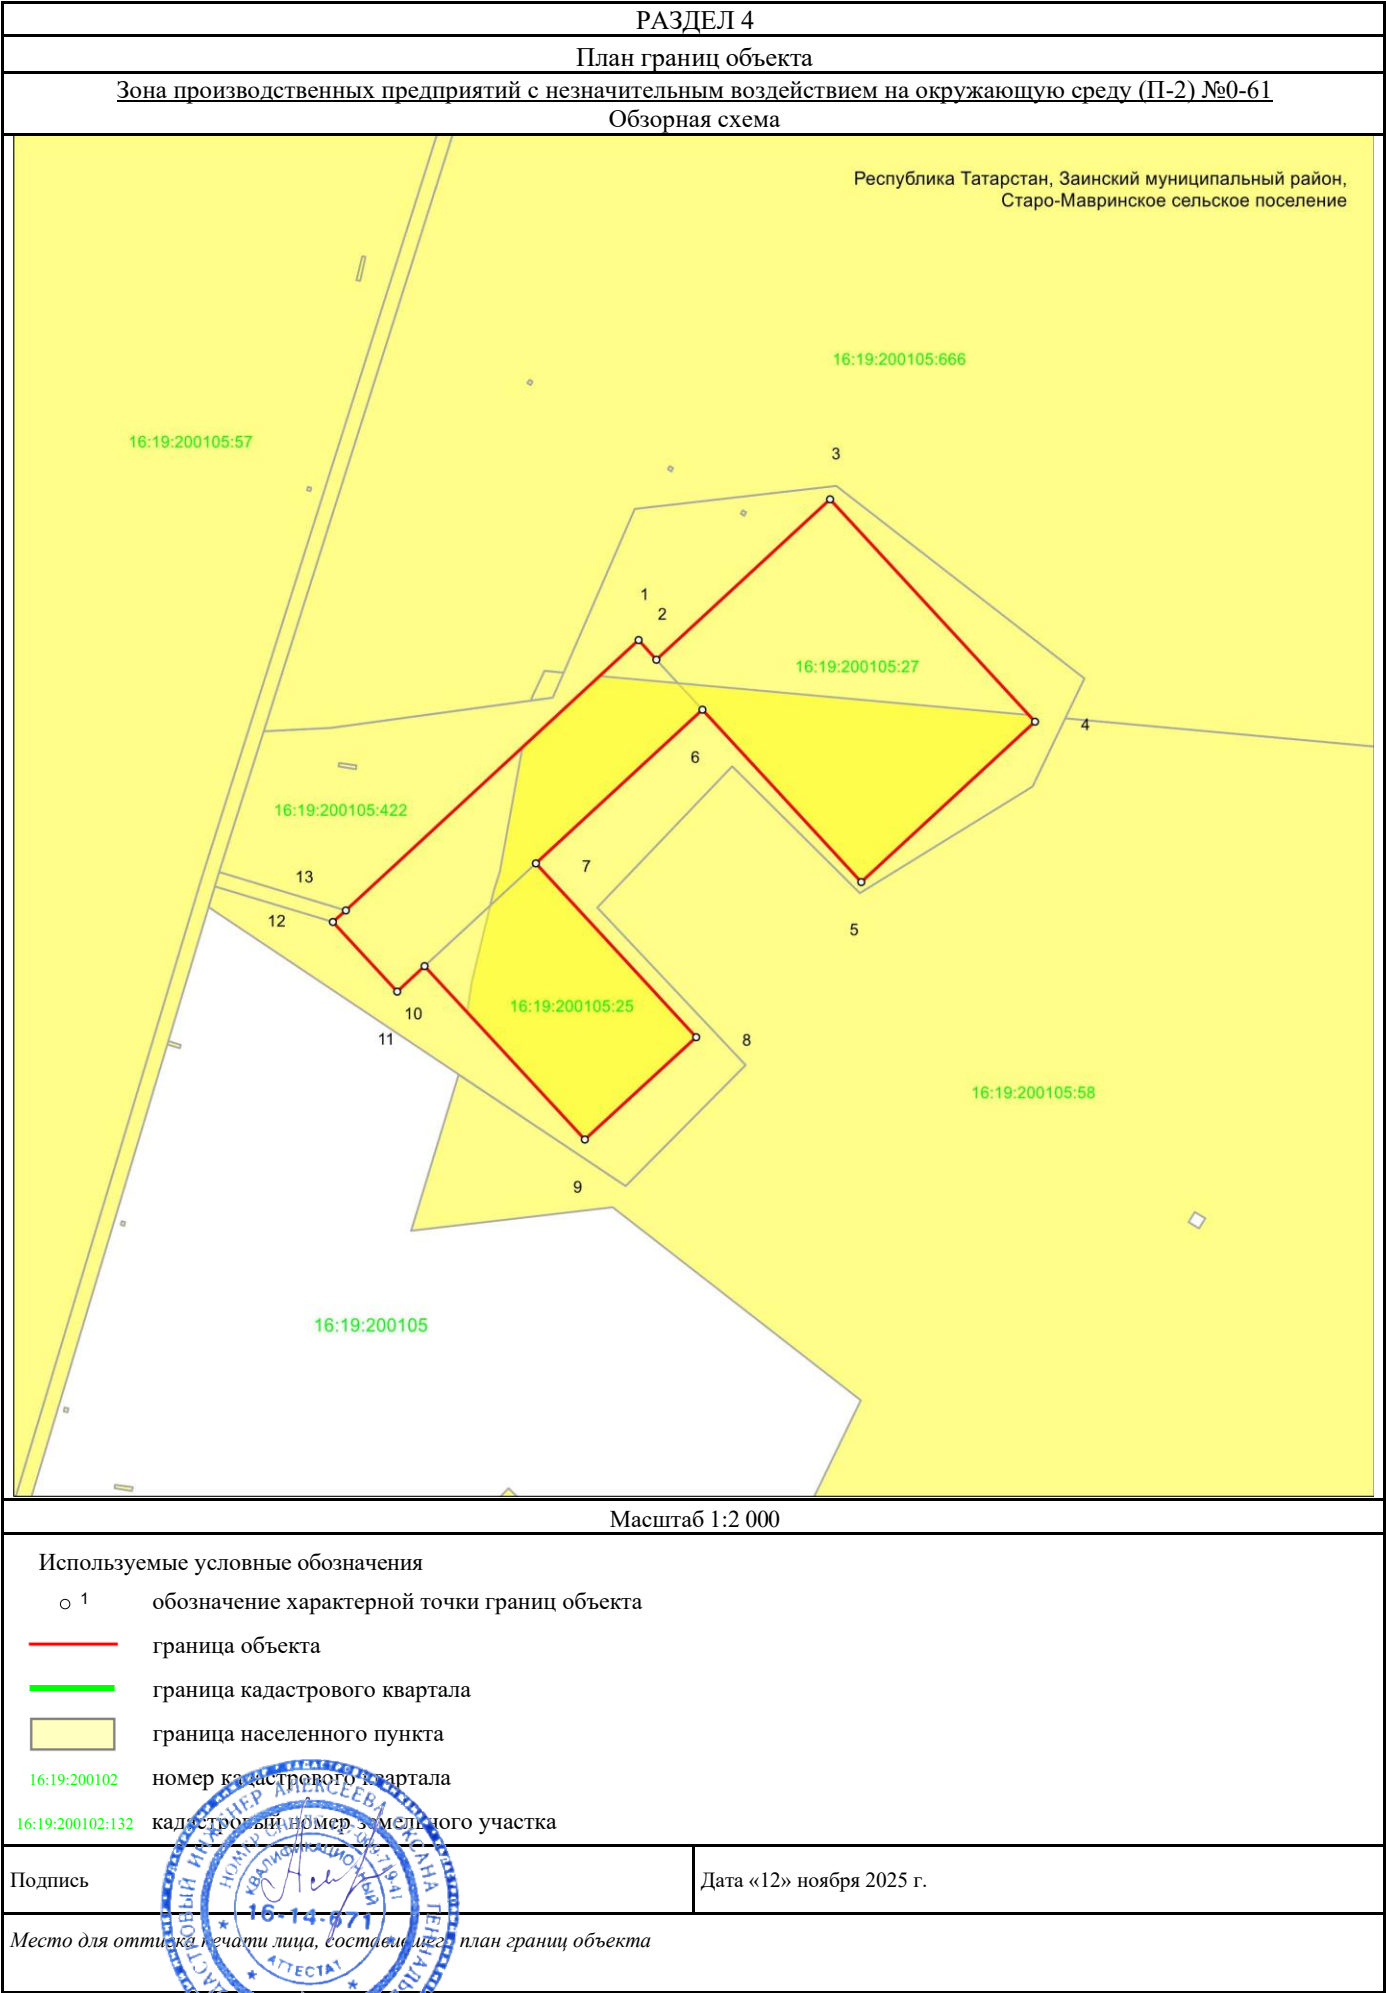 РАЗДЕЛ 4
План границ объекта
Зона производственных предприятий с незначительным воздействием на окружающую среду (П-2) №0-61
Обзорная схема
Республика Татарстан, Заинский муниципальный район,
Старо-Мавринское сельское поселение
16:19:200105:666
16:19:200105:57
3
1
2
16:19:200105:27
4
6
16:19:200105:422
7
13
12
5
16:19:200105:25
10
11
8
16:19:200105:58
9
16:19:200105
Масштаб 1:2 000
Используемые условные обозначения
1 обозначение характерной точки границ объекта
граница объекта
граница кадастрового квартала
граница населенного пункта
16:19:200102 номер кадастрового квартала
16:19:200102:132 кадастровый номер земельного участка
Подпись
Дата «12» ноября 2025 г.
Место для оттиска печати лица, составившего план границ объекта
ИНЖЕНЕР АЛЕКСЕЕВА ОКСАНА
НОМЕР
КВАЛИФИКАЦИОННЫЙ
16-14-671
АТТЕСТАТ